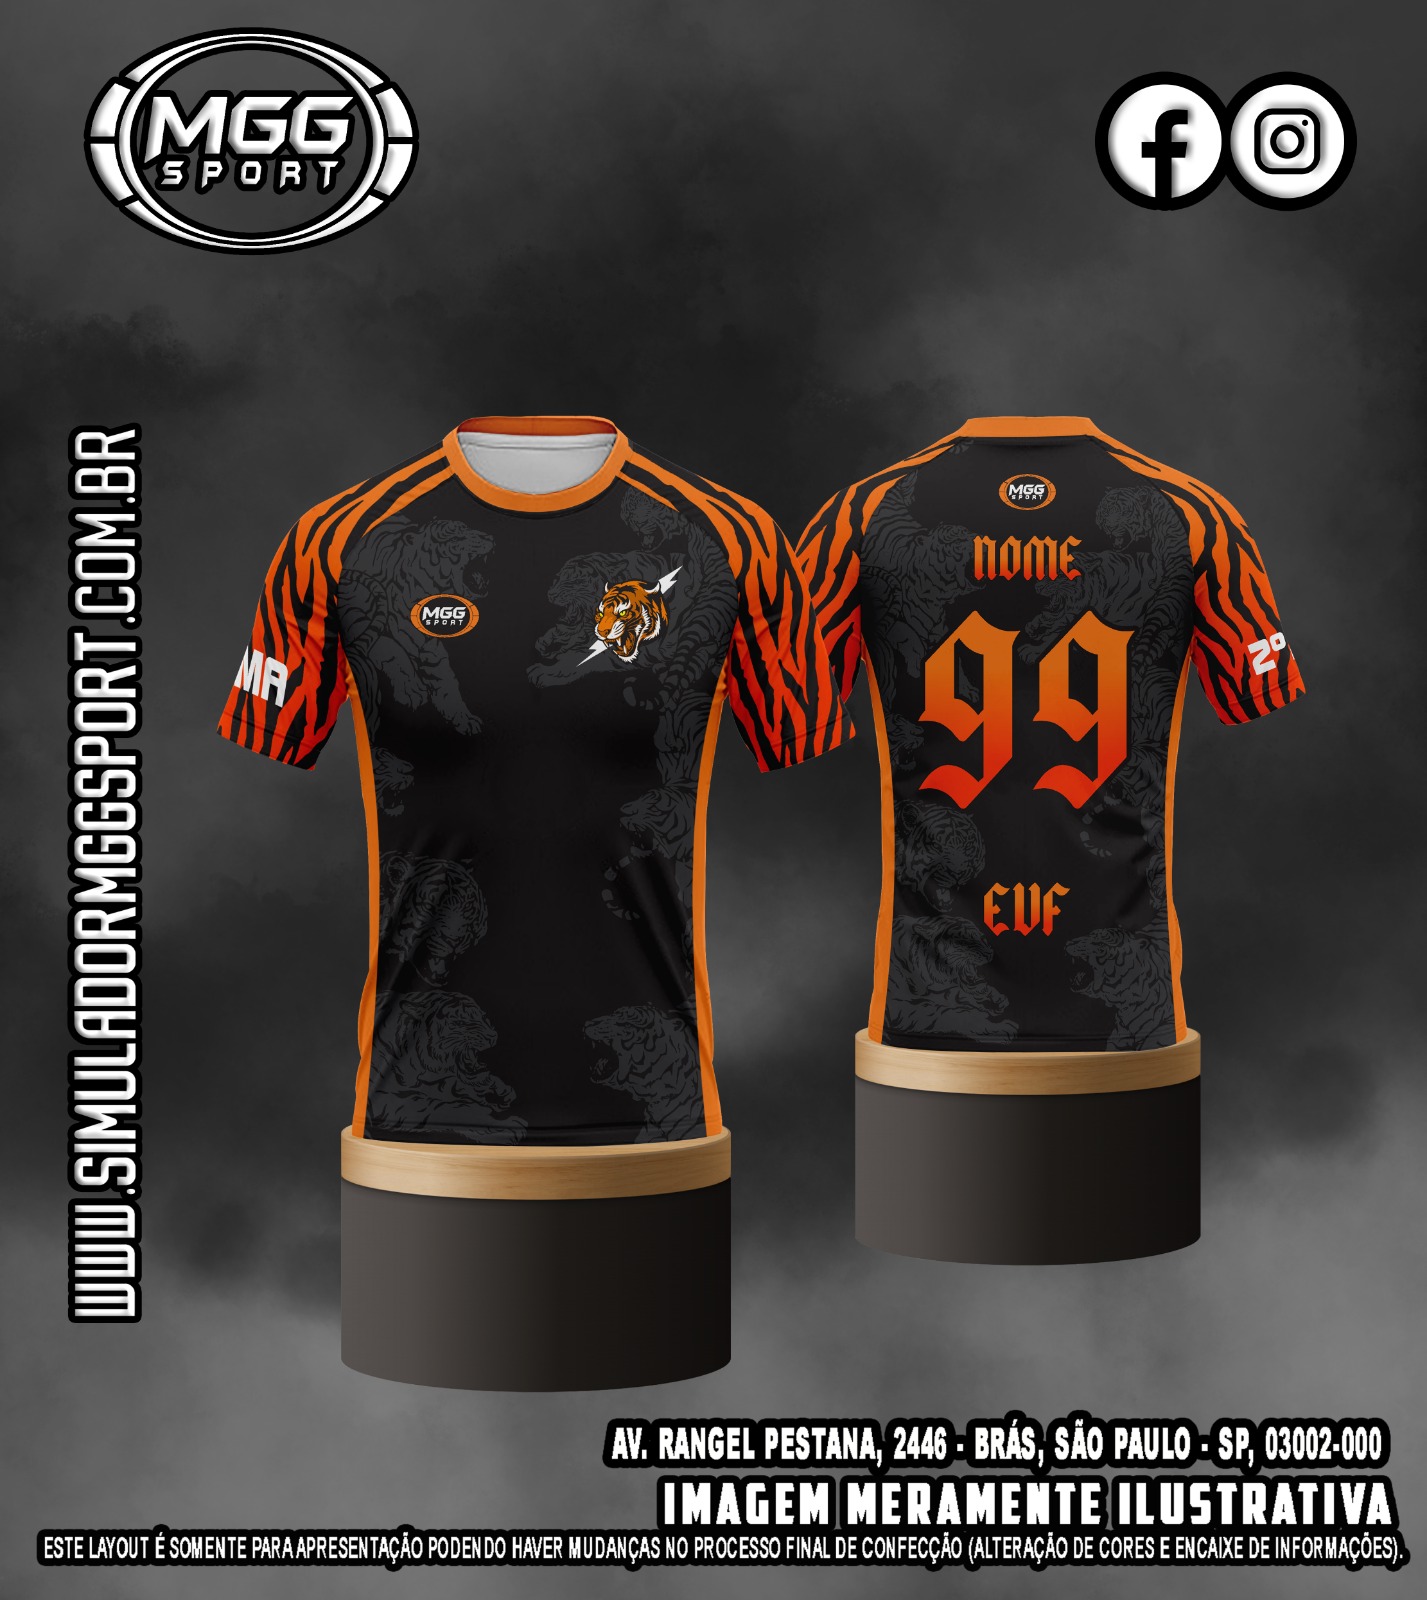 MGG
SPORT
WWW.SIMULADORMGGSPORT.COM.BR
MGG
SPORT
MA
MGG
SPORT
NOME
99
2º
EVF
AV. RANGEL PESTANA, 2446 - BRÁS, SÃO PAULO - SP, 03002-000
IMAGEM MERAMENTE ILUSTRATIVA
ESTE LAYOUT É SOMENTE PARA APRESENTAÇÃO PODENDO HAVER MUDANÇAS NO PROCESSO FINAL DE CONFECÇÃO (ALTERAÇÃO DE CORES E ENCAIXE DE INFORMAÇÕES).